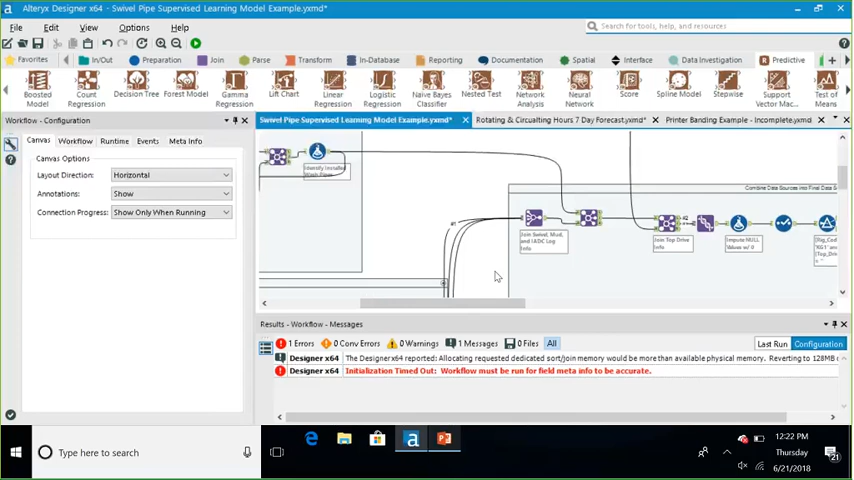 Alteryx Designer x64 - Swivel Pipe Supervised Learning Model Example.yxmd*
File Edit View Options Help
Search for tools, help, and resources
Favorites In/Out Preparation Join Parse Transform In-Database Reporting Documentation Spatial Interface Data Investigation Predictive
Boosted Model
Count Regression
Decision Tree
Forest Model
Gamma Regression
Lift Chart
Linear Regression
Logistic Regression
Naive Bayes Classifier
Nested Test
Network Analysis
Neural Network
Score
Spline Model
Stepwise
Support Vector Mac...
Test of Means
Workflow - Configuration
Swivel Pipe Supervised Learning Model Example.yxmd*
Rotating & Circualting Hours 7 Day Forecast.yxmd*
Printer Banding Example - Incomplete.yxmd
Canvas Workflow Runtime Events Meta Info
Canvas Options
Layout Direction: Horizontal
Annotations: Show
Connection Progress: Show Only When Running
Identify Installed
Combine Data Sources into Final Data S
#1
#2
Join Swivel, Mud, and IADC Log Info
Join Top Drive Info
Impute NULL Values w/ 0
Results - Workflow - Messages
1 Errors 0 Conv Errors 0 Warnings 1 Messages 0 Files All
Last Run Configuration
Designer x64 The Designerx64 reported: Allocating requested dedicated sort/join memory would be more than available physical memory. Reverting to 128MB d
Designer x64 Initialization Timed Out: Workflow must be run for field meta info to be accurate.
Type here to search
12:22 PM
Thursday
6/21/2018
21